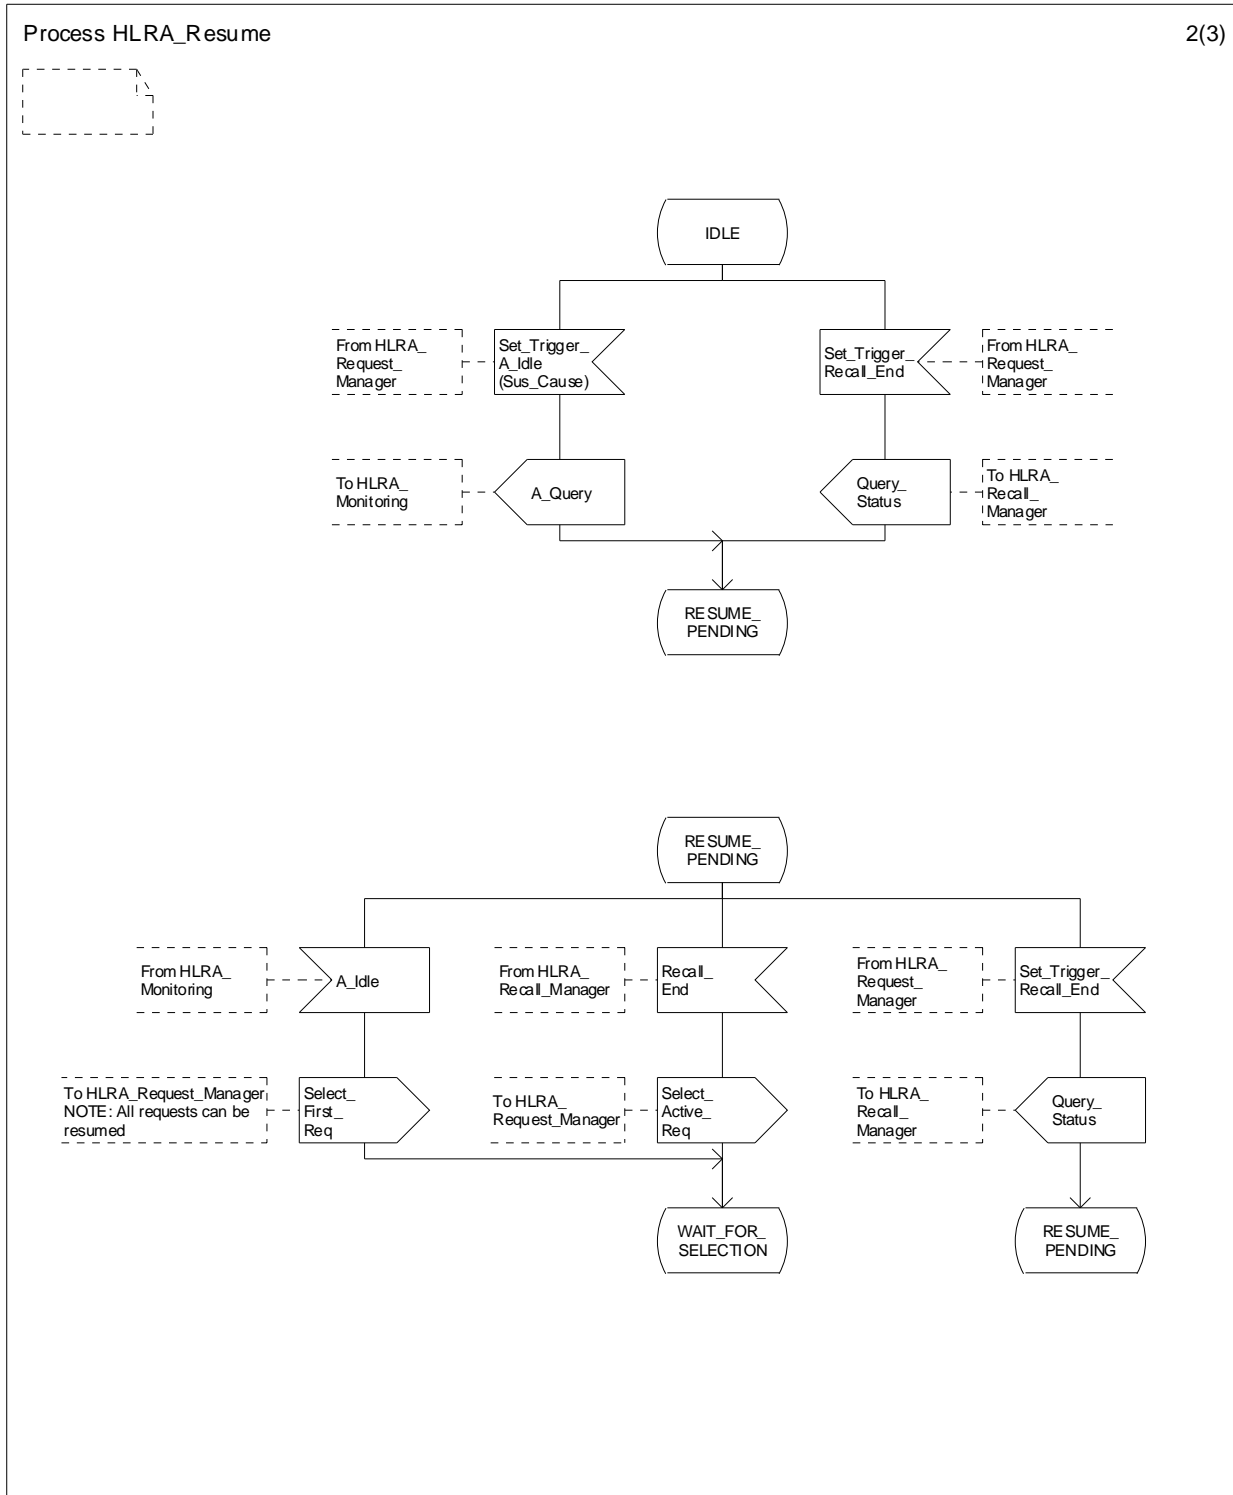 Process HLRA_Resume
2(3)
IDLE
From HLRA_
Request_
Manager
Set_Trigger_
A_Idle
(Sus_Cause)
Set_Trigger_
Recall_End
From HLRA_
Request_
Manager
To HLRA_
Monitoring
A_Query
Query_
Status
To HLRA_
Recall_
Manager
RESUME_
PENDING
RESUME_
PENDING
From HLRA_
Monitoring
A_Idle
From HLRA_
Recall_Manager
Recall_
End
From HLRA_
Request_
Manager
Set_Trigger_
Recall_End
To HLRA_Request_Manager
NOTE: All requests can be
resumed
Select_
First_
Req
To HLRA_
Request_Manager
Select_
Active_
Req
To HLRA_
Recall_
Manager
Query_
Status
WAIT_FOR_
SELECTION
RESUME_
PENDING